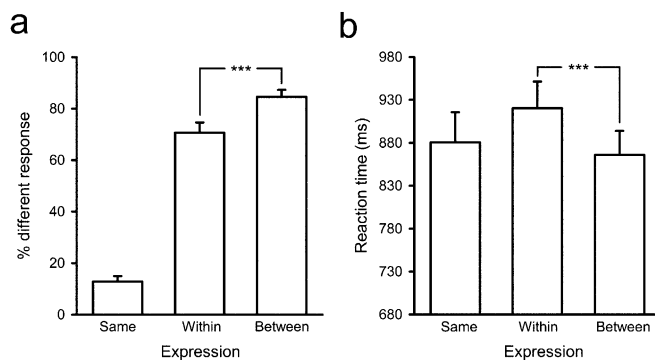 a
% different response
100
80
60
40
20
0
***
Same Within Between
Expression
b
Reaction time (ms)
980
930
880
830
780
730
680
***
Same Within Between
Expression